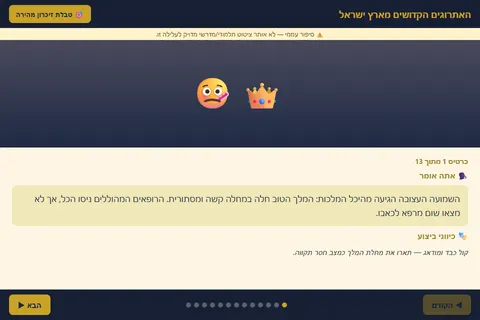 האתרוגים הקדושים מארץ ישראל
🧠 טבלת זיכרון מהירה
⚠️ סיפור עממי — לא אותר ציטוט תלמודי/מדרשי מדויק לעלילה זו.
כרטיס 1 מתוך 13
🗣️ אתה אומר
השמועה העצובה הגיעה מהיכל המלכות: המלך הטוב חלה במחלה קשה ומסתורית. הרופאים המהוללים ניסו הכל, אך לא
מצאו שום מרפא לכאבו.
🎭 כיווני ביצוע
קול כבד ומודאג — תארו את מחלת המלך כמצב חסר תקווה.
◀ הקודם
הבא ▶